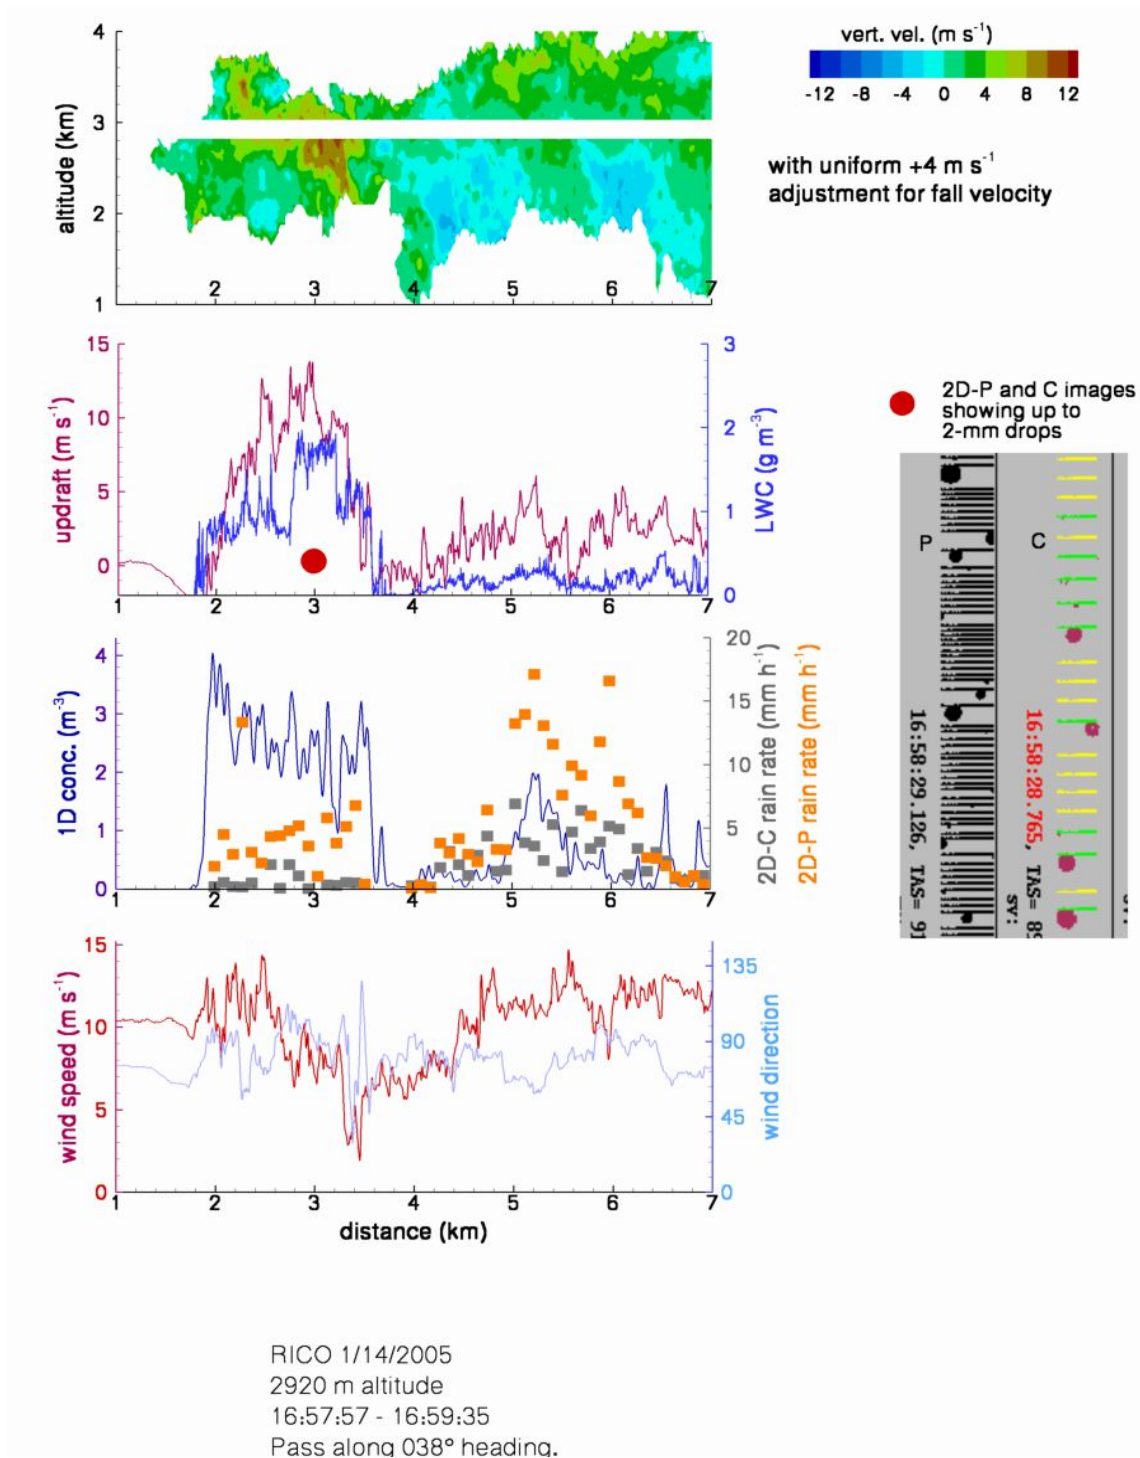 4
3
2
1
altitude (km)
2 3 4 5 6 7
vert. vel. (m s⁻¹)
-12 -8 -4 0 4 8 12
with uniform +4 m s⁻¹
adjustment for fall velocity
15
10
5
0
updraft (m s⁻¹)
3
2
1
0
LWC (g m⁻³)
1 2 3 4 5 6 7
2D-P and C images
showing up to
2-mm drops
P C
16:58:29.126, TAS= 91
SV:
16:58:28.765, TAS= 89
4
3
2
1
0
1D conc. (m⁻³)
20
15
10
5
2D-C rain rate (mm h⁻¹)
2D-P rain rate (mm h⁻¹)
2 3 4 5 6 7
15
10
5
0
wind speed (m s⁻¹)
135
90
45
0
wind direction
1 2 3 4 5 6 7
distance (km)
RICO 1/14/2005
2920 m altitude
16:57:57 - 16:59:35
Pass along 038° heading.